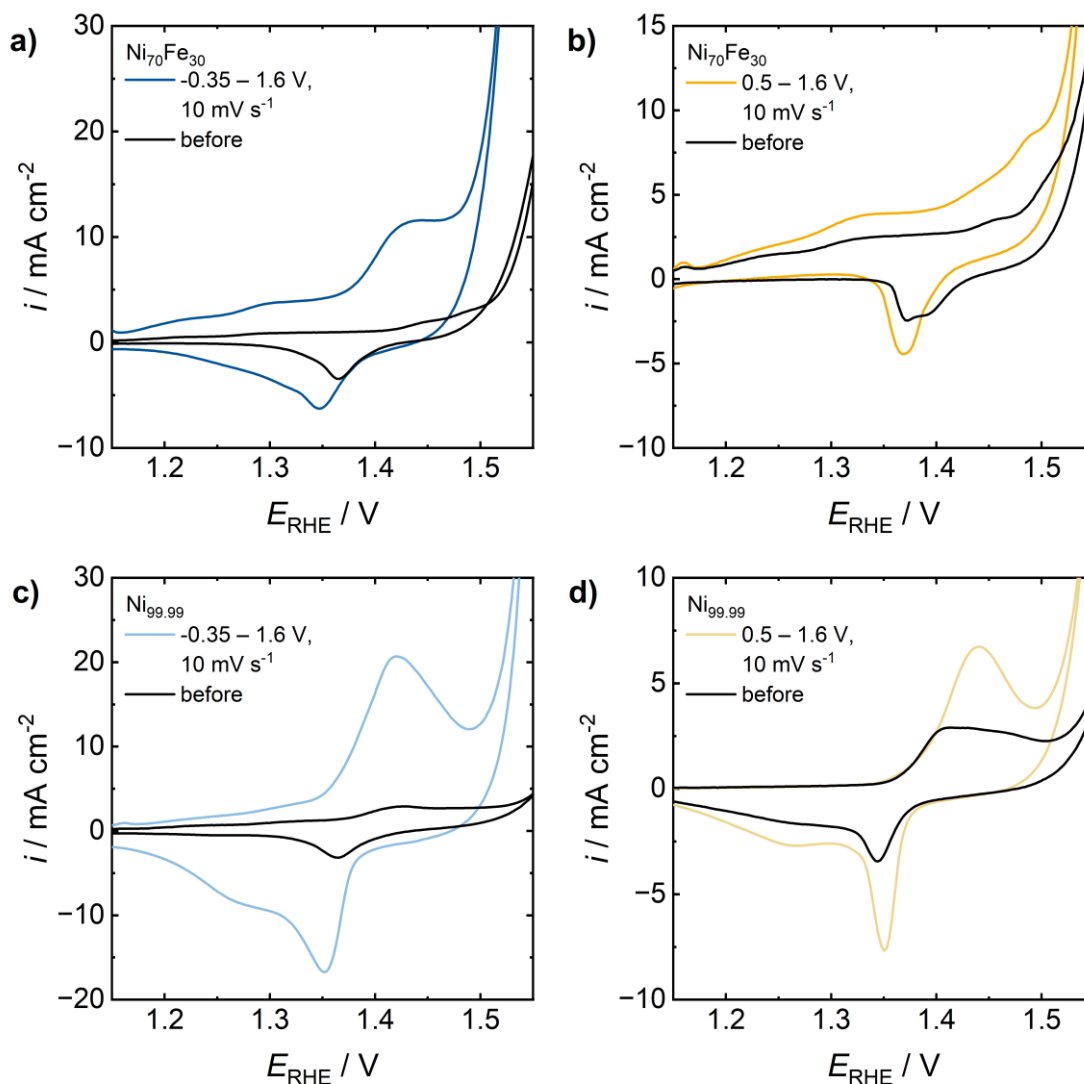 a)
Ni₇₀Fe₃₀
-0.35 – 1.6 V,
10 mV s⁻¹
before
30
20
10
0
−10
i / mA cm⁻²
1.2 1.3 1.4 1.5
E_RHE / V
b)
Ni₇₀Fe₃₀
0.5 – 1.6 V,
10 mV s⁻¹
before
15
10
5
0
−5
−10
i / mA cm⁻²
1.2 1.3 1.4 1.5
E_RHE / V
c)
Ni₉₉.₉₉
-0.35 – 1.6 V,
10 mV s⁻¹
before
30
20
10
0
−10
−20
i / mA cm⁻²
1.2 1.3 1.4 1.5
E_RHE / V
d)
Ni₉₉.₉₉
0.5 – 1.6 V,
10 mV s⁻¹
before
10
5
0
−5
−10
i / mA cm⁻²
1.2 1.3 1.4 1.5
E_RHE / V